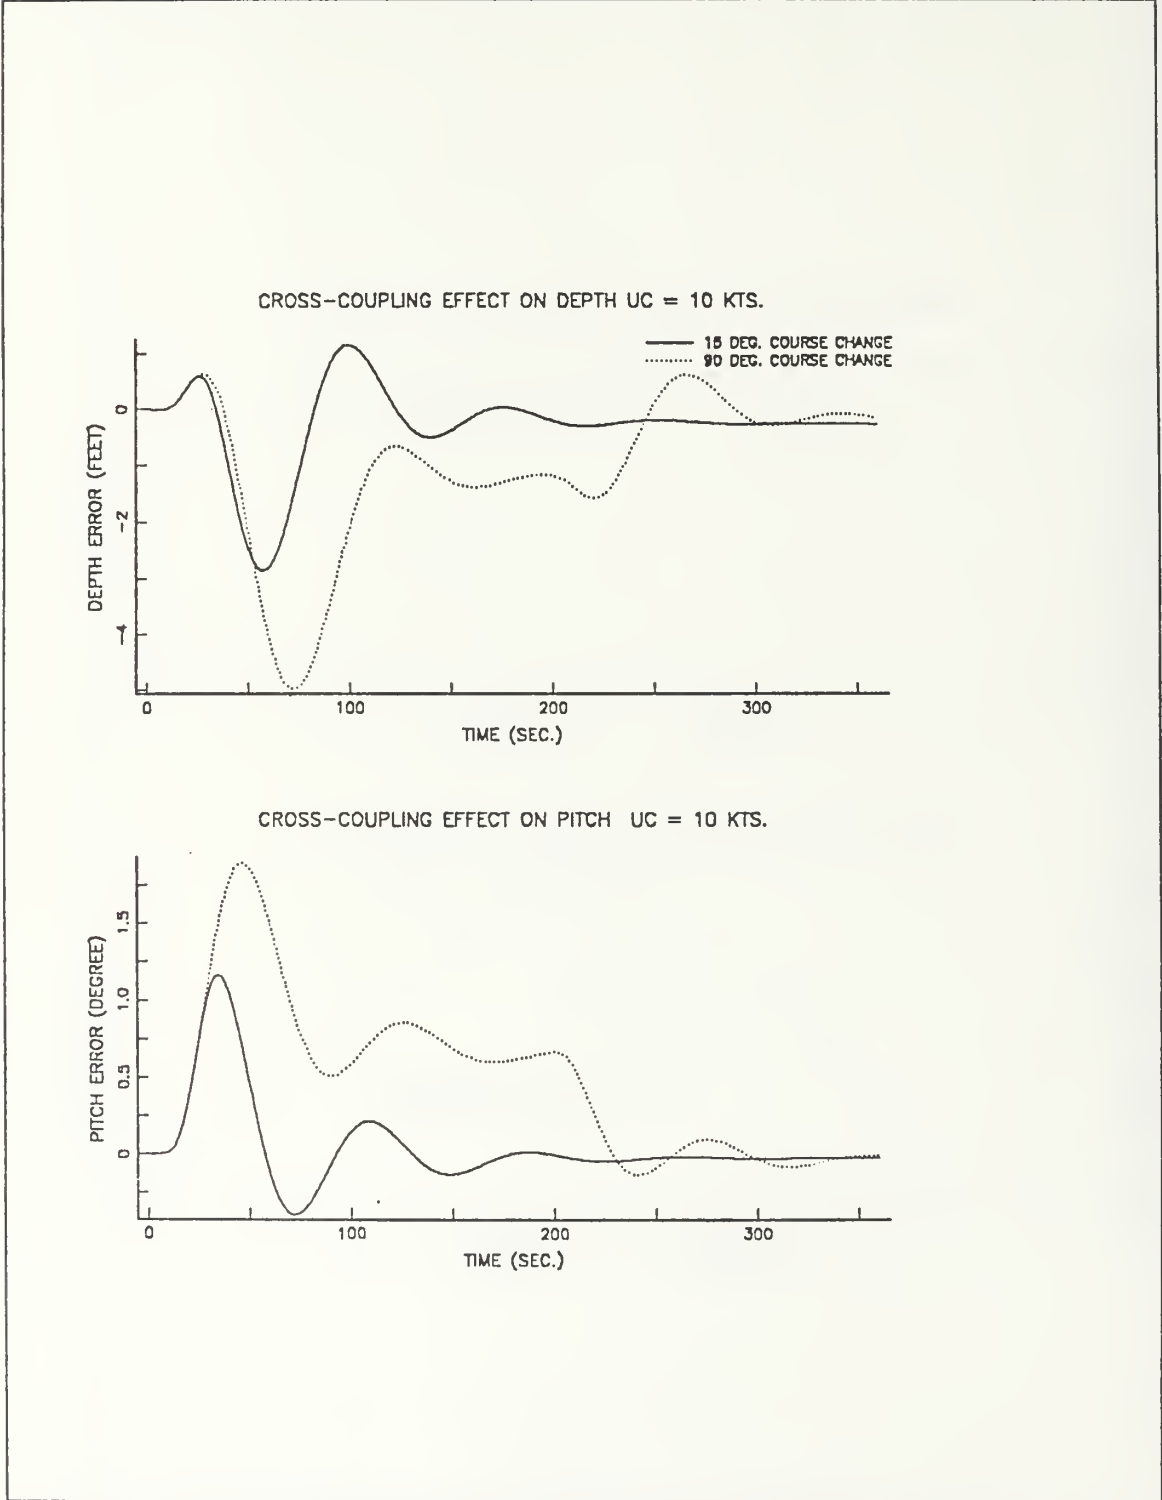 CROSS-COUPLING EFFECT ON DEPTH UC = 10 KTS.
15 DEG. COURSE CHANGE
90 DEG. COURSE CHANGE
DEPTH ERROR (FEET)
0
-2
-4
0 100 200 300
TIME (SEC.)
CROSS-COUPLING EFFECT ON PITCH UC = 10 KTS.
PITCH ERROR (DEGREE)
1.5
1.0
0.5
0
0 100 200 300
TIME (SEC.)